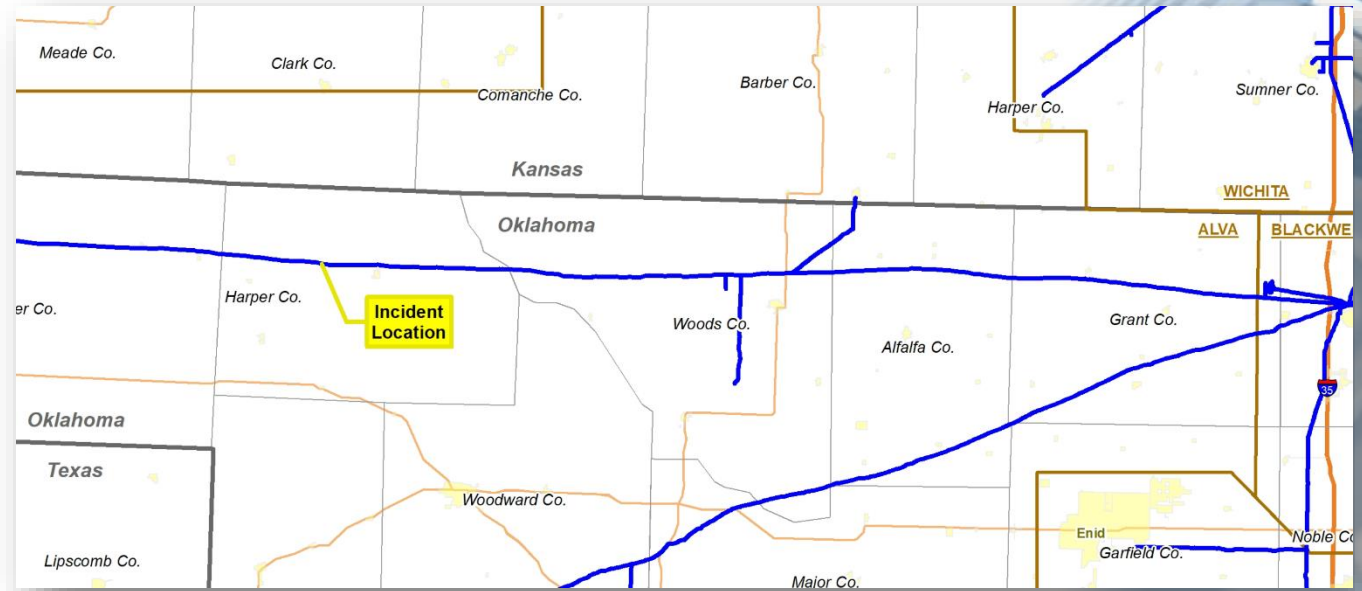 Meade Co.
Clark Co.
Comanche Co.
Barber Co.
Harper Co.
Sumner Co.
Kansas
WICHITA
Oklahoma
ALVA
BLACKWE
er Co.
Harper Co.
Incident
Location
Woods Co.
Alfalfa Co.
Grant Co.
35
Oklahoma
Texas
Woodward Co.
Enid
Garfield Co.
Noble Co
Lipscomb Co.
Major Co.